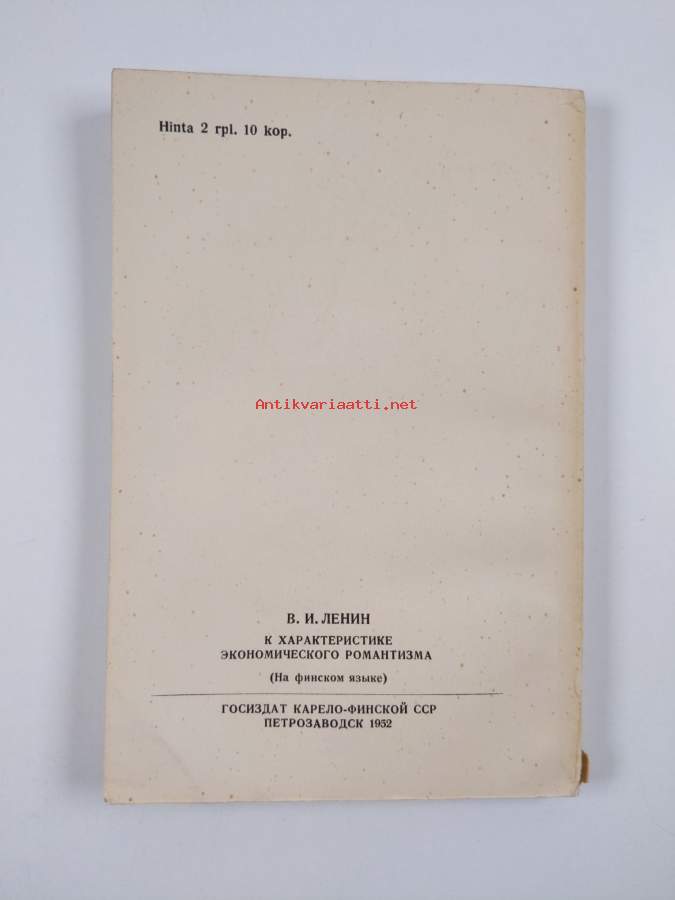 Hinta 2 rpl. 10 kop.
Antikvariaatti.net
В. И. ЛЕНИН
К ХАРАКТЕРИСТИКЕ
ЭКОНОМИЧЕСКОГО РОМАНТИЗМА
(На финском языке)
ГОСИЗДАТ КАРЕЛО-ФИНСКОЙ ССР
ПЕТРОЗАВОДСК 1952